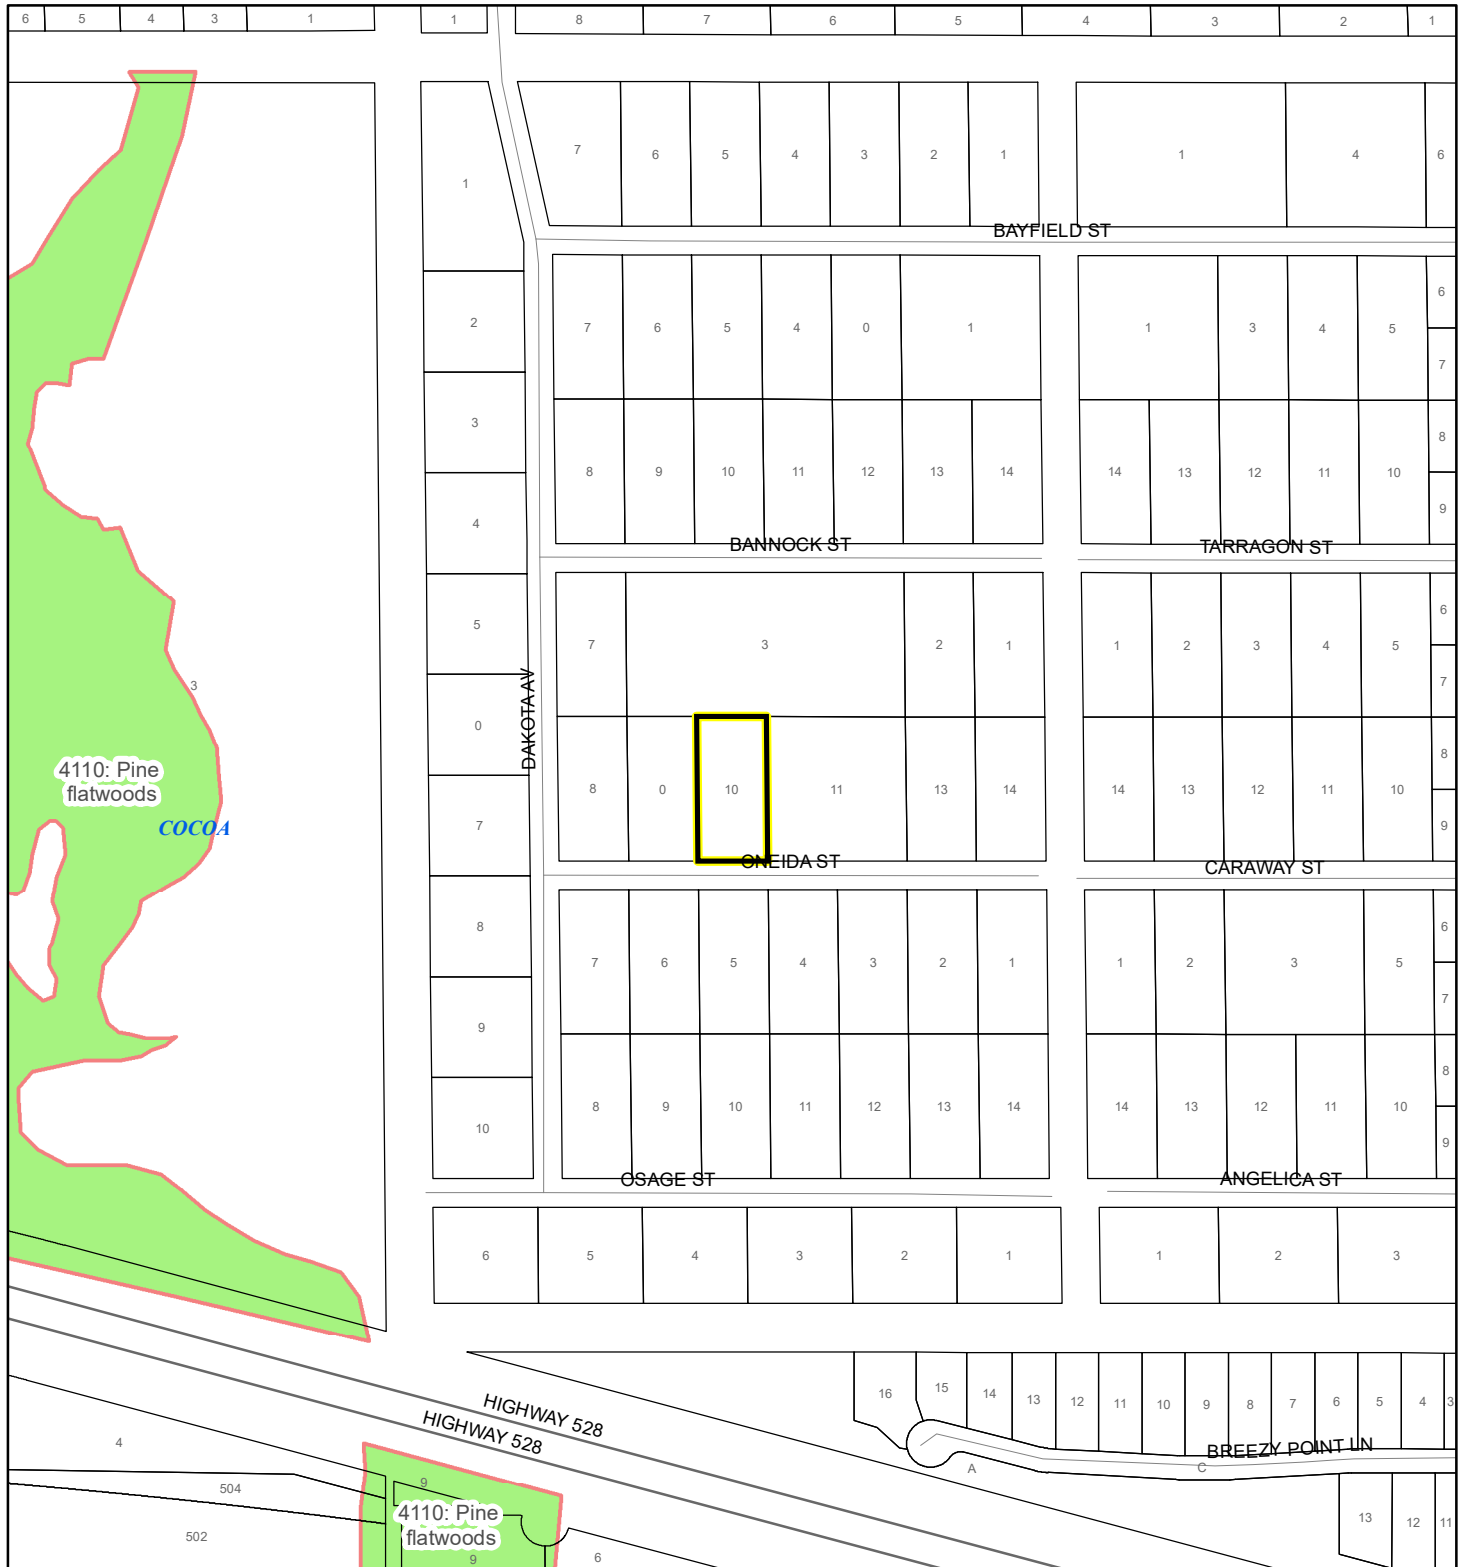 6 5 4 3 1 1 8 7 6 5 4 3 2 1
7 6 5 4 3 2 1 1 4 6
1
BAYFIELD ST
6
2 7 6 5 4 0 1 1 3 4 5
7
3
8
8 9 10 11 12 13 14 14 13 12 11 10
9
4
BANNOCK ST TARRAGON ST
6
5
7 3 2 1 1 2 3 4 5
7
3
DAKOTA AV
0
8
4110: Pine
flatwoods
8 0 10 11 13 14 14 13 12 11 10
COCOA
7
9
ONEIDA ST CARAWAY ST
8
6
7 6 5 4 3 2 1 1 2 3 5
7
9
8
8 9 10 11 12 13 14 14 13 12 11 10
10
9
OSAGE ST ANGELICA ST
6 5 4 3 2 1 1 2 3
16 15 14 13 12 11 10 9 8 7 6 5 4 3
HIGHWAY 528
HIGHWAY 528
BREEZY POINT LN
4
A C
9
504
4110: Pine
flatwoods
502
13 12 11
9 6